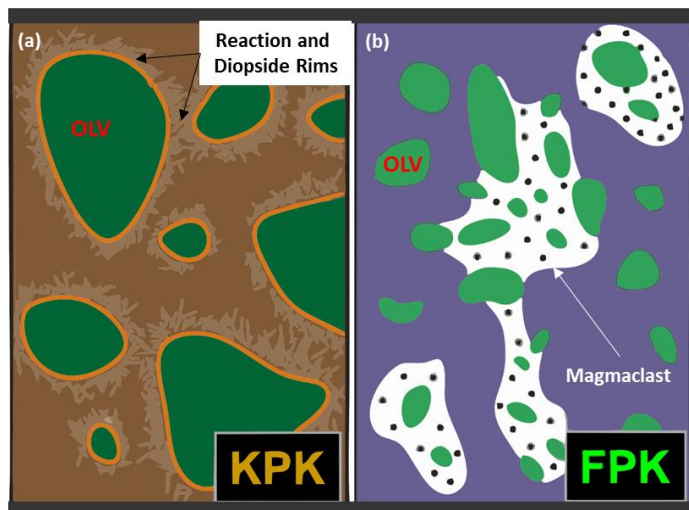 (a)
Reaction and
Diopside Rims
OLV
KPK
(b)
OLV
Magmaclast
FPK